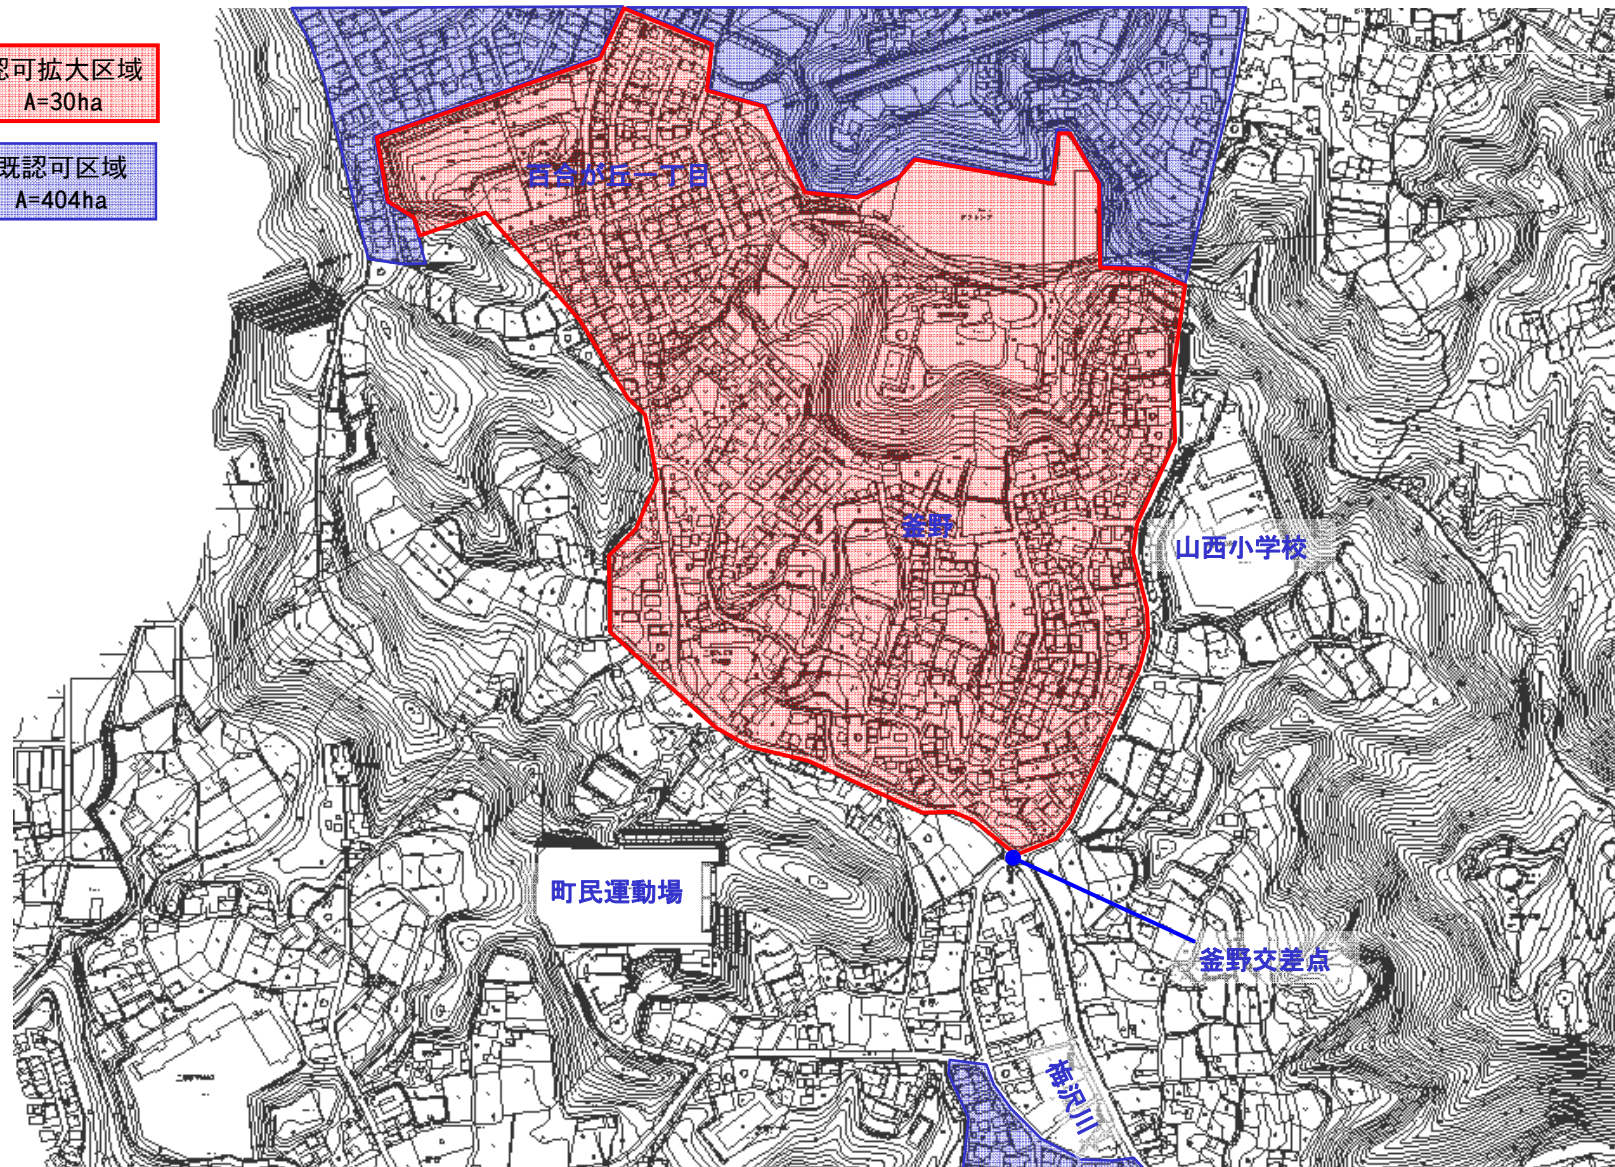 認可拡大区域
A=30ha
既認可区域
A=404ha
百合が丘一丁目
釜野
山西小学校
町民運動場
釜野交差点
梅沢川